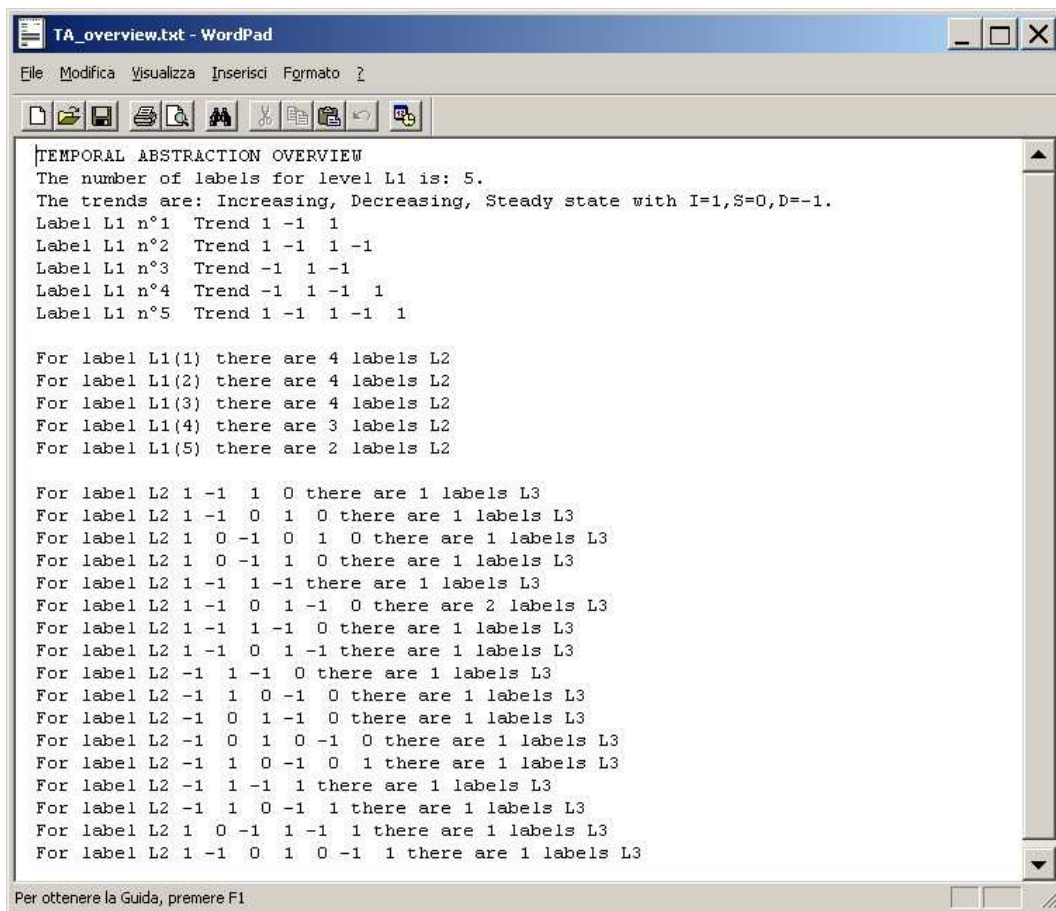 TA_overview.txt - WordPad
File Modifica Visualizza Inserisci Formato ?
TEMPORAL ABSTRACTION OVERVIEW
The number of labels for level L1 is: 5.
The trends are: Increasing, Decreasing, Steady state with I=1,S=0,D=-1.
Label L1 n°1  Trend 1 -1  1
Label L1 n°2  Trend 1 -1  1 -1
Label L1 n°3  Trend -1  1 -1
Label L1 n°4  Trend -1  1 -1  1
Label L1 n°5  Trend 1 -1  1 -1  1
For label L1(1) there are 4 labels L2
For label L1(2) there are 4 labels L2
For label L1(3) there are 4 labels L2
For label L1(4) there are 3 labels L2
For label L1(5) there are 2 labels L2
For label L2 1 -1  1  0 there are 1 labels L3
For label L2 1 -1  0  1  0 there are 1 labels L3
For label L2 1  0 -1  0  1  0 there are 1 labels L3
For label L2 1  0 -1  1  0 there are 1 labels L3
For label L2 1 -1  1 -1 there are 1 labels L3
For label L2 1 -1  0  1 -1  0 there are 2 labels L3
For label L2 1 -1  1 -1  0 there are 1 labels L3
For label L2 1 -1  0  1 -1 there are 1 labels L3
For label L2 -1  1 -1  0 there are 1 labels L3
For label L2 -1  1  0 -1  0 there are 1 labels L3
For label L2 -1  0  1 -1  0 there are 1 labels L3
For label L2 -1  0  1  0 -1  0 there are 1 labels L3
For label L2 -1  1  0 -1  0  1 there are 1 labels L3
For label L2 -1  1 -1  1 there are 1 labels L3
For label L2 -1  1  0 -1  1 there are 1 labels L3
For label L2 1  0 -1  1 -1  1 there are 1 labels L3
For label L2 1 -1  0  1  0 -1  1 there are 1 labels L3
Per ottenere la Guida, premere F1